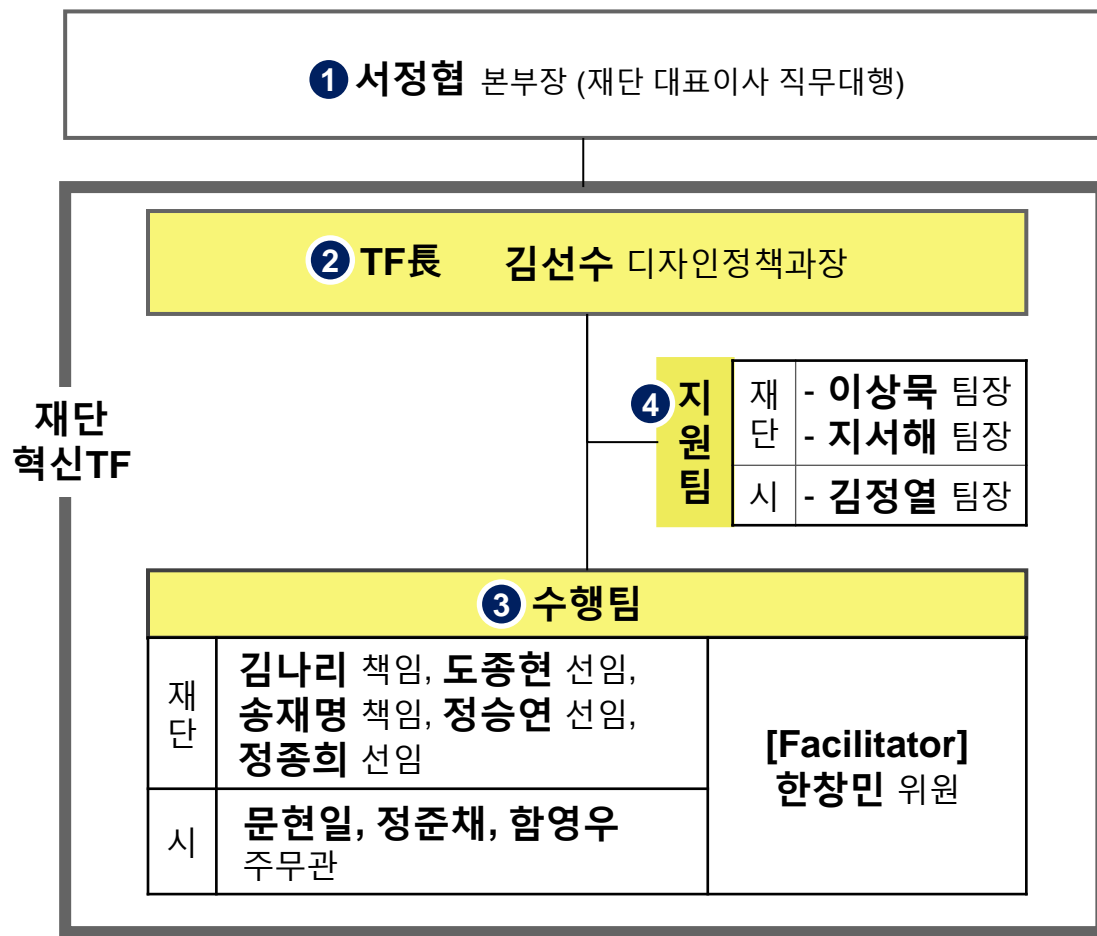 1 서정협 본부장 (재단 대표이사 직무대행)
2 TF長 김선수 디자인정책과장
재단
혁신TF
4 지원팀
재단
- 이상묵 팀장
- 지서해 팀장
시
- 김정열 팀장
3 수행팀
재단
김나리 책임, 도종현 선임,
송재명 책임, 정승연 선임,
정종희 선임
시
문현일, 정준채, 함영우
주무관
[Facilitator]
한창민 위원